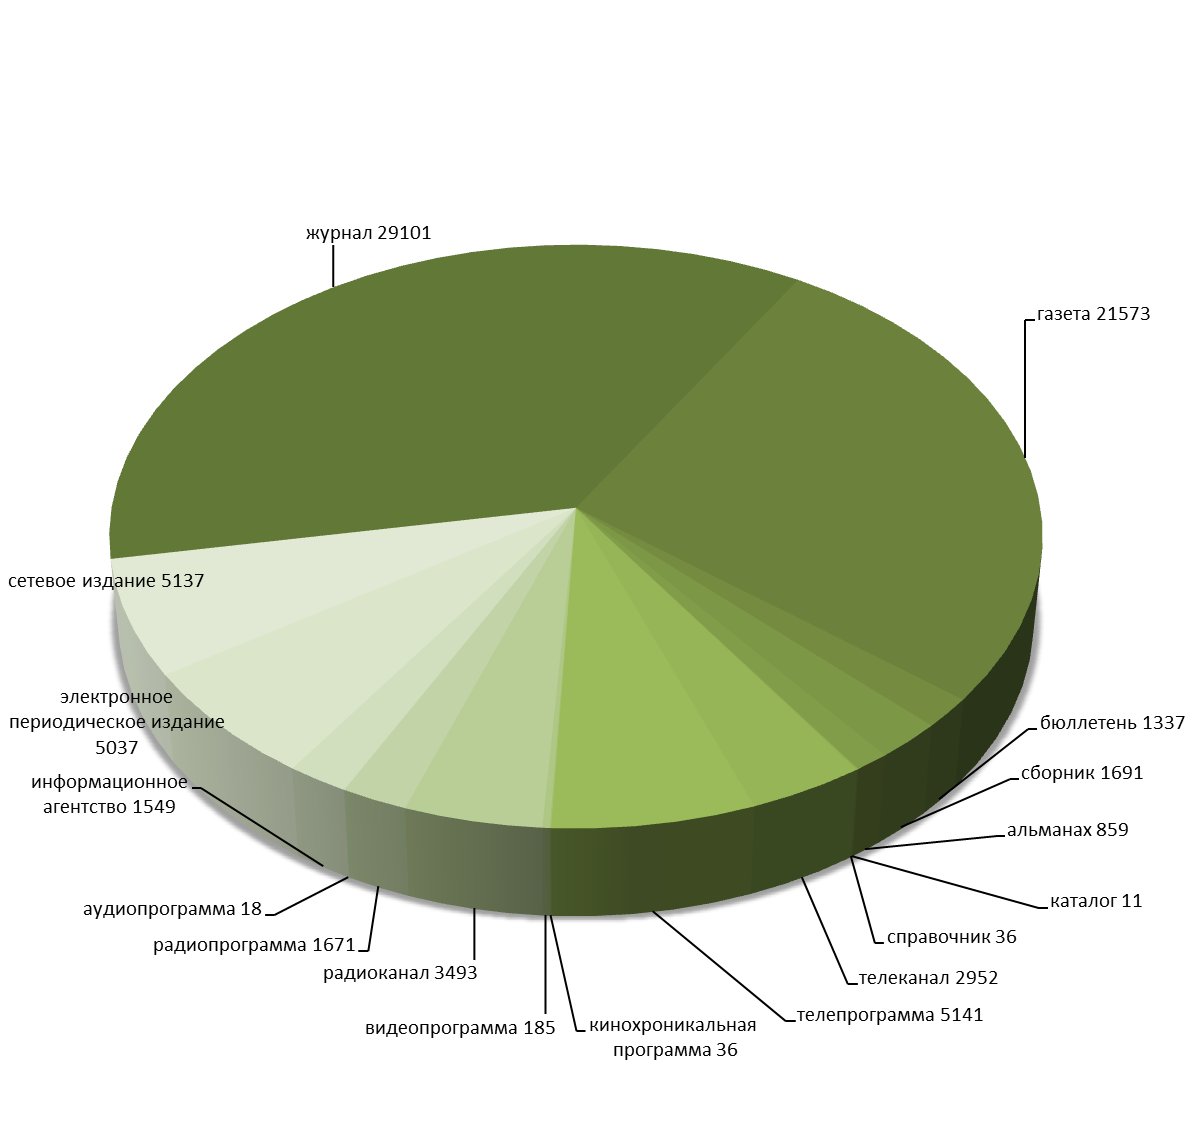 журнал 29101
газета 21573
сетевое издание 5137
электронное
периодическое издание
5037
бюллетень 1337
сборник 1691
информационное
агентство 1549
альманах 859
каталог 11
аудиопрограмма 18
справочник 36
радиопрограмма 1671
радиоканал 3493
телеканал 2952
телепрограмма 5141
видеопрограмма 185
кинохроникальная
программа 36